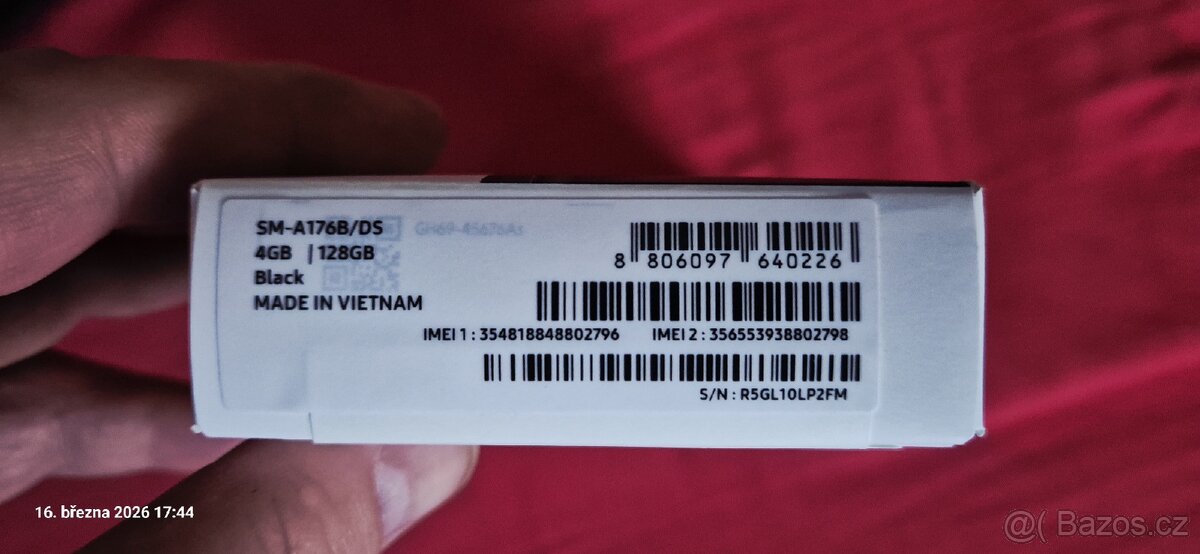 SM-A176B/DS
4GB | 128GB
Black
MADE IN VIETNAM
8 806097 640226
IMEI 1 : 354818848802796 IMEI 2 : 356553938802798
S/N : R5GL10LP2FM
16. března 2026 17:44
@( Bazos.cz